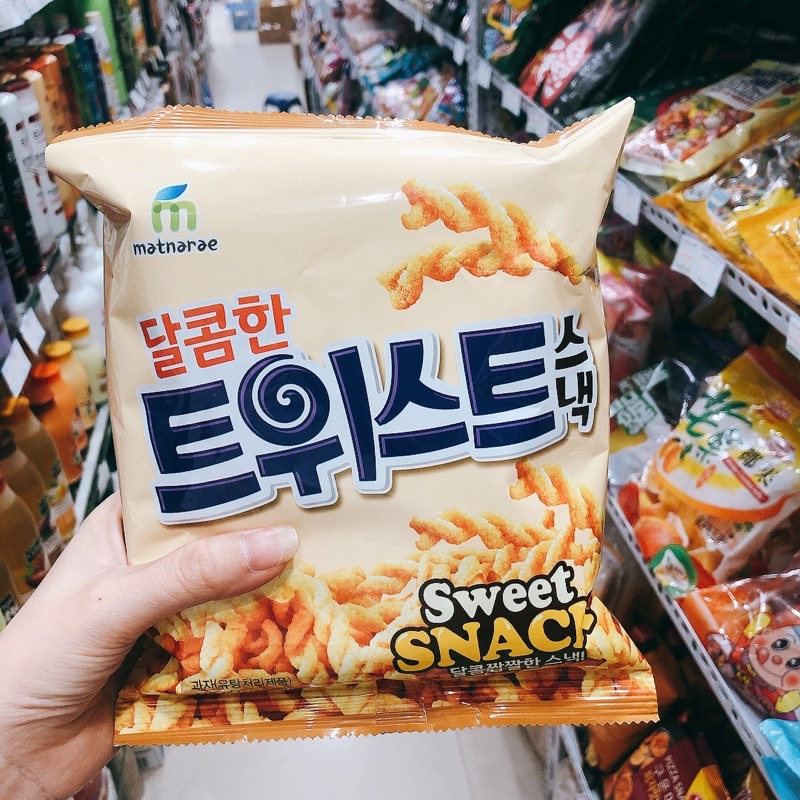 matnarae
달콤한
트위스트
스낵
Sweet
SNACK
달콤짭짤한 스낵!
과자(유탕처리제품)